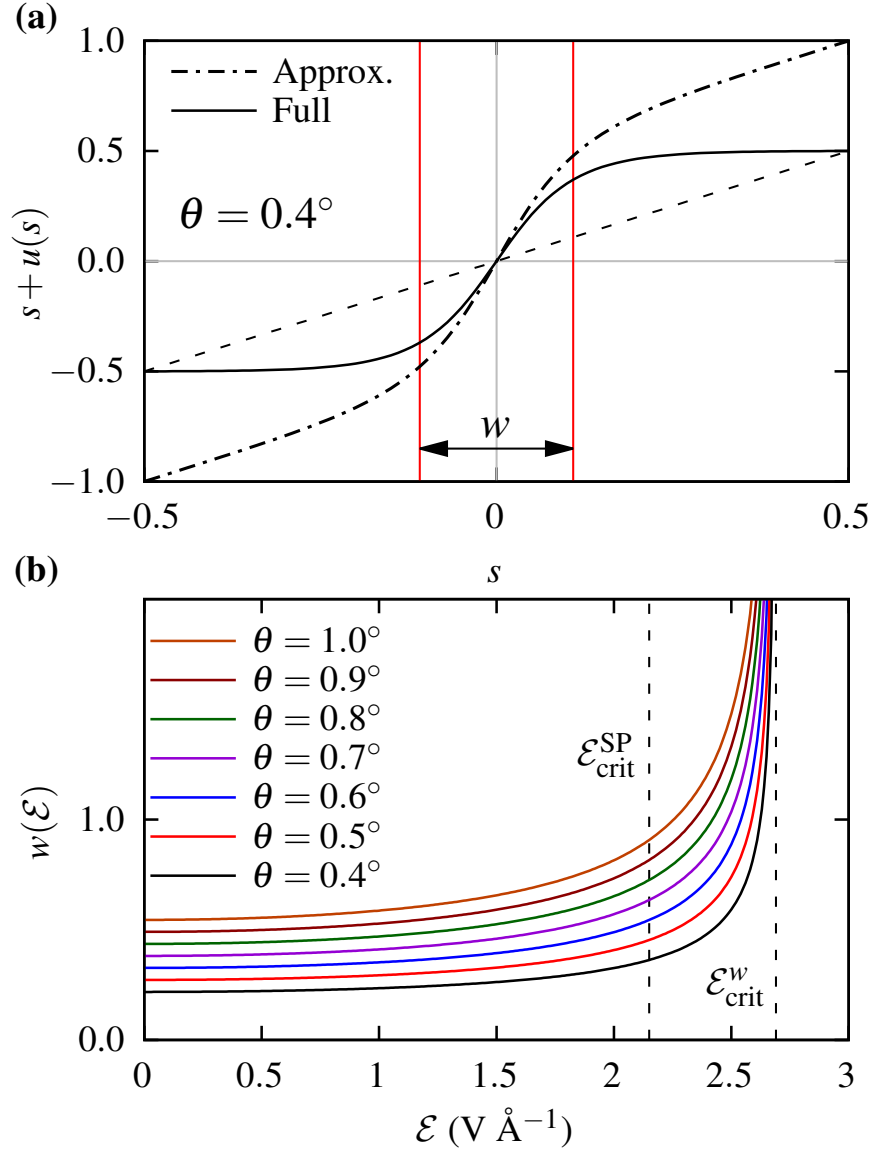 (a)
1.0
Approx.
Full
0.5
θ = 0.4°
0.0
s + u(s)
−0.5
w
−1.0
−0.5 0 0.5
s
(b)
θ = 1.0°
θ = 0.9°
θ = 0.8°
θ = 0.7°
θ = 0.6°
θ = 0.5°
θ = 0.4°
ℰ^SP_crit
ℰ^w_crit
w(ℰ)
1.0
0.0
0 0.5 1 1.5 2 2.5 3
ℰ (V Å⁻¹)